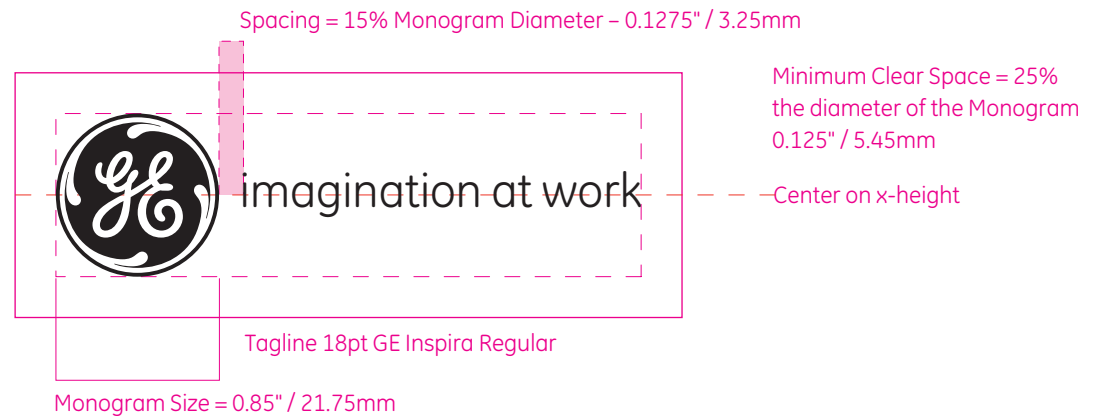 Spacing = 15% Monogram Diameter – 0.1275" / 3.25mm
Minimum Clear Space = 25%
the diameter of the Monogram
0.125" / 5.45mm
GE imagination at work
Center on x-height
Tagline 18pt GE Inspira Regular
Monogram Size = 0.85" / 21.75mm